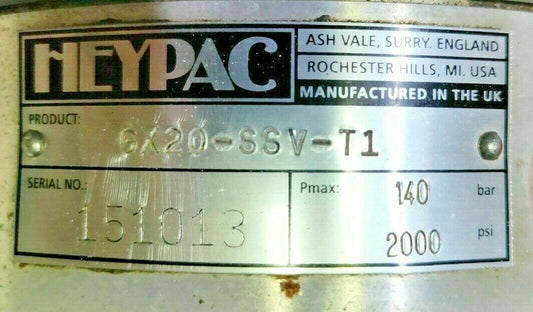 HEYPAC
ASH VALE, SURRY. ENGLAND
ROCHESTER HILLS, MI. USA
MANUFACTURED IN THE UK
PRODUCT:
GX20-SSV-T1
SERIAL NO.:
151013
Pmax: 140 bar
2000 psi